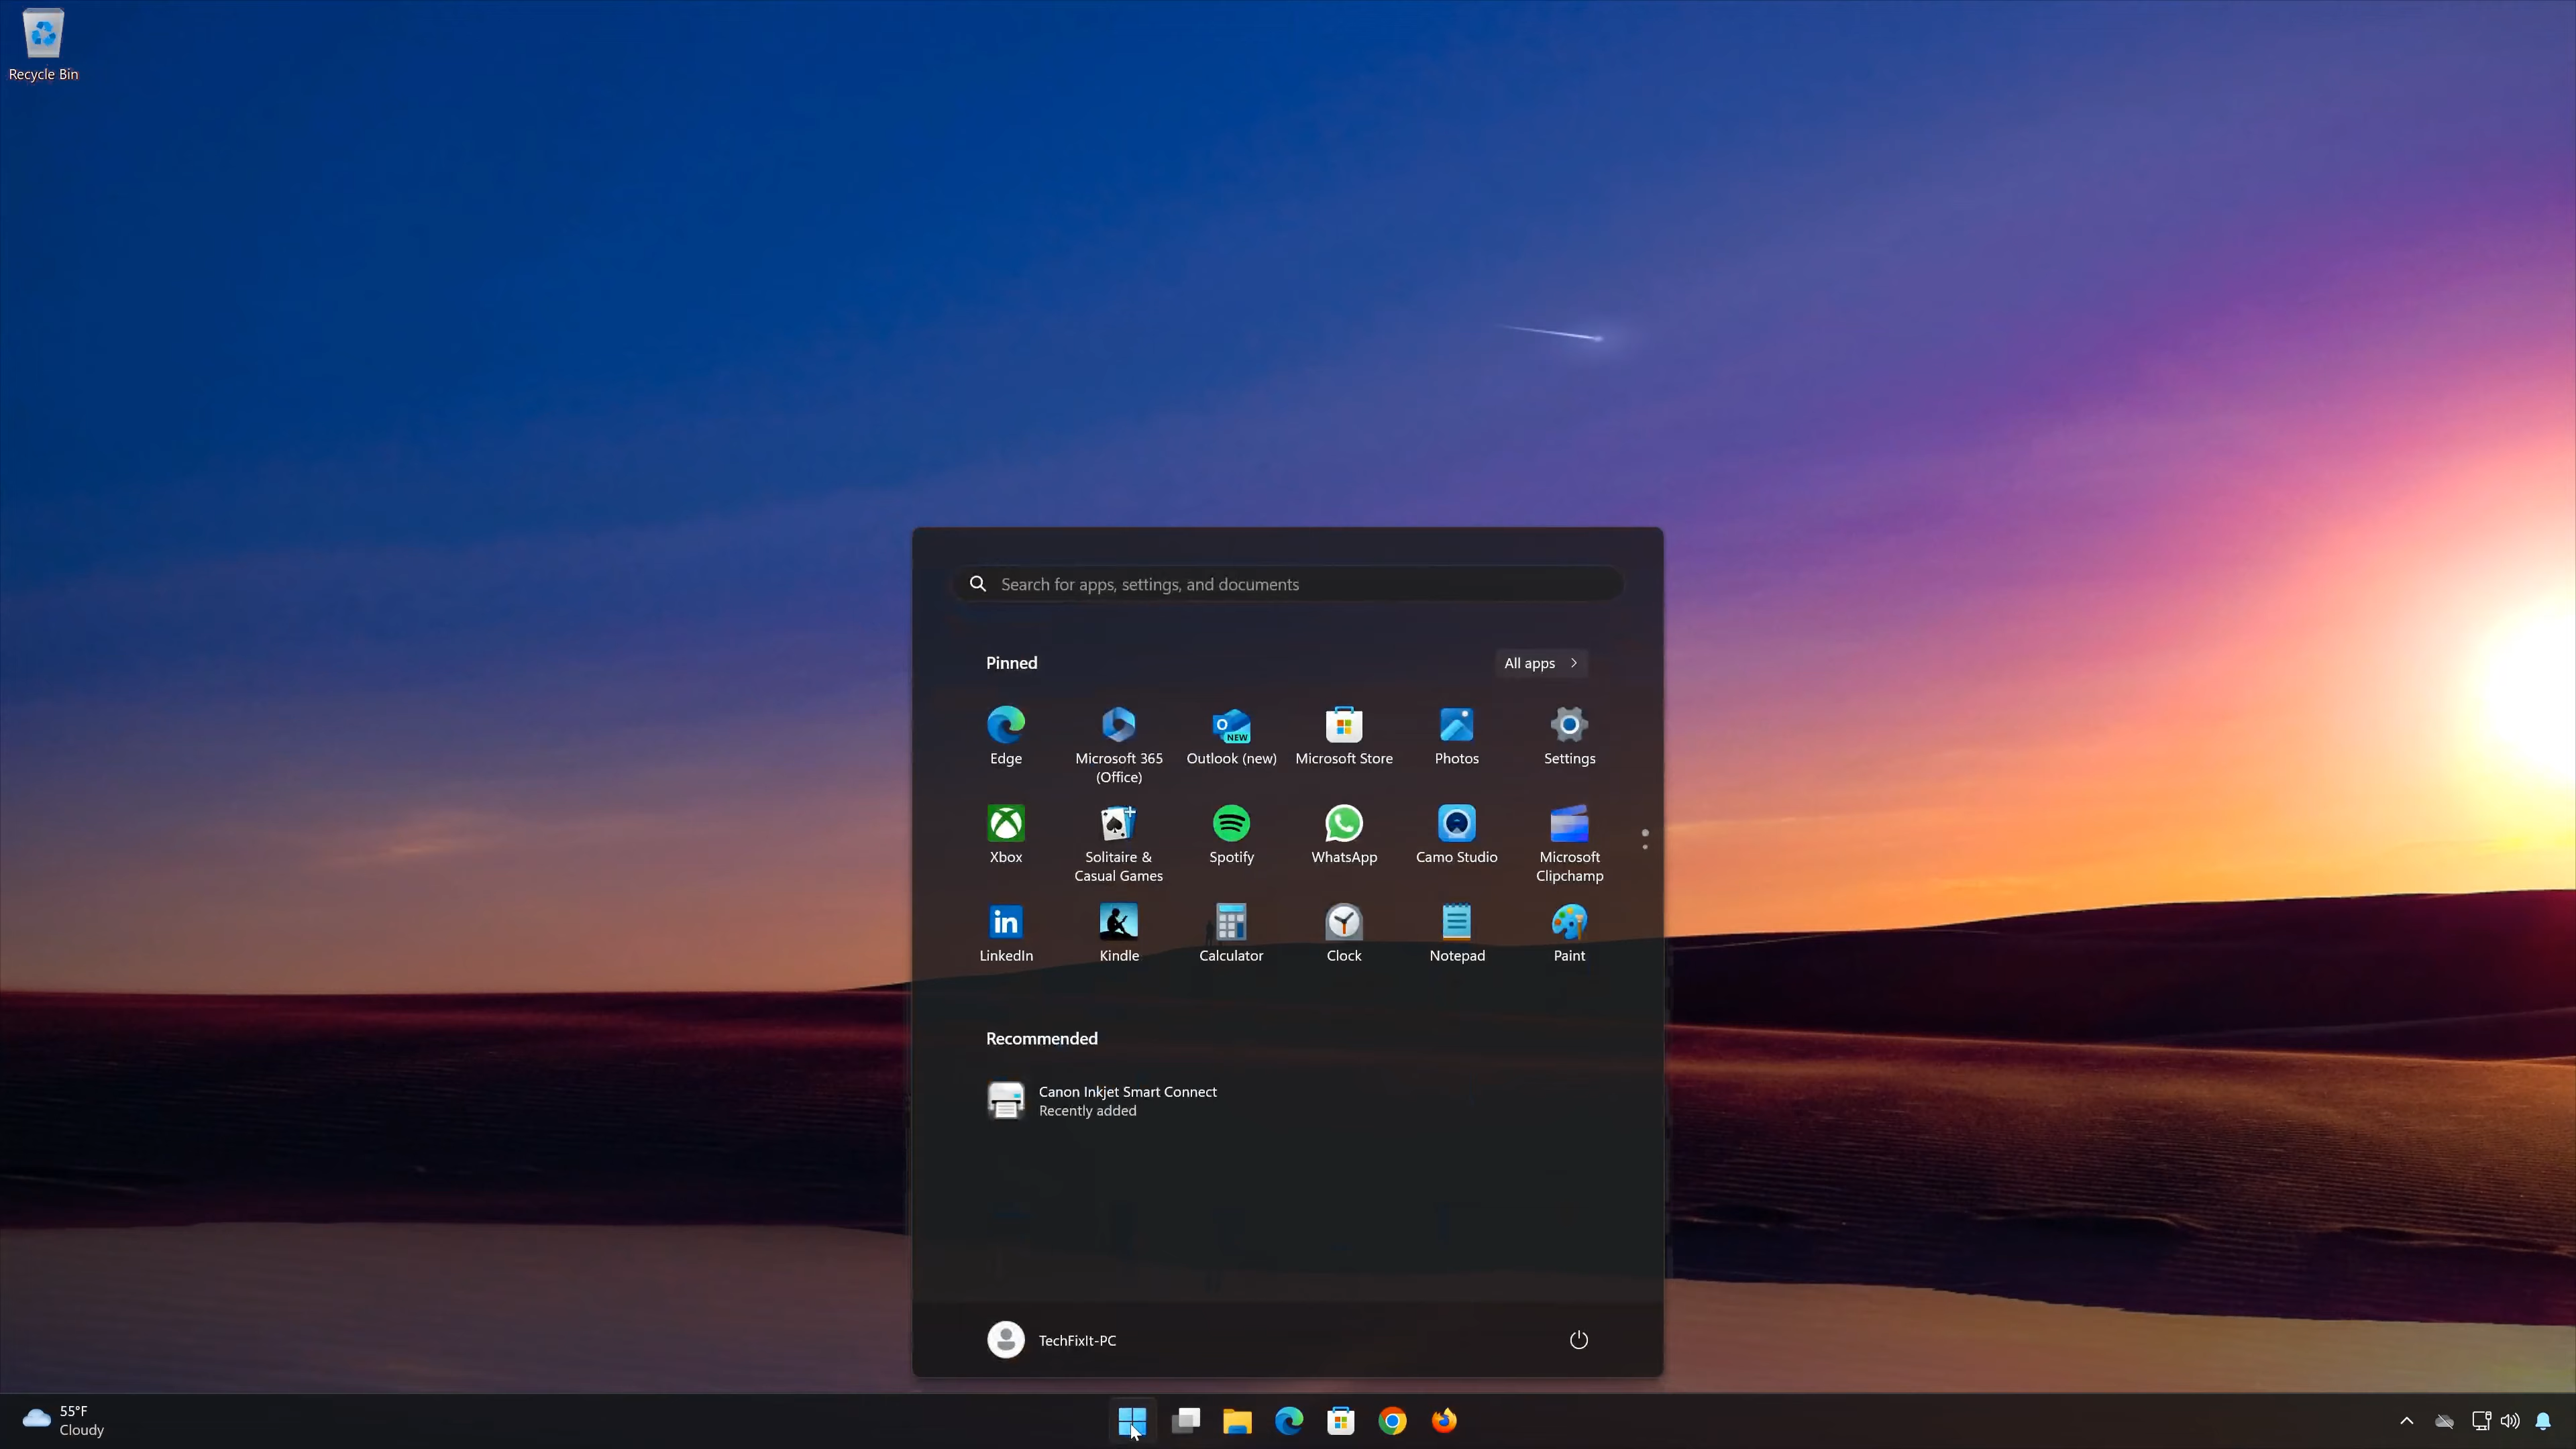 Recycle Bin
Search for apps, settings, and documents
Pinned
All apps
Edge
Microsoft 365
(Office)
Outlook (new)
Microsoft Store
Photos
Settings
Xbox
Solitaire &
Casual Games
Spotify
WhatsApp
Camo Studio
Microsoft
Clipchamp
LinkedIn
Kindle
Calculator
Clock
Notepad
Paint
Recommended
Canon Inkjet Smart Connect
Recently added
TechFixIt-PC
55°F
Cloudy